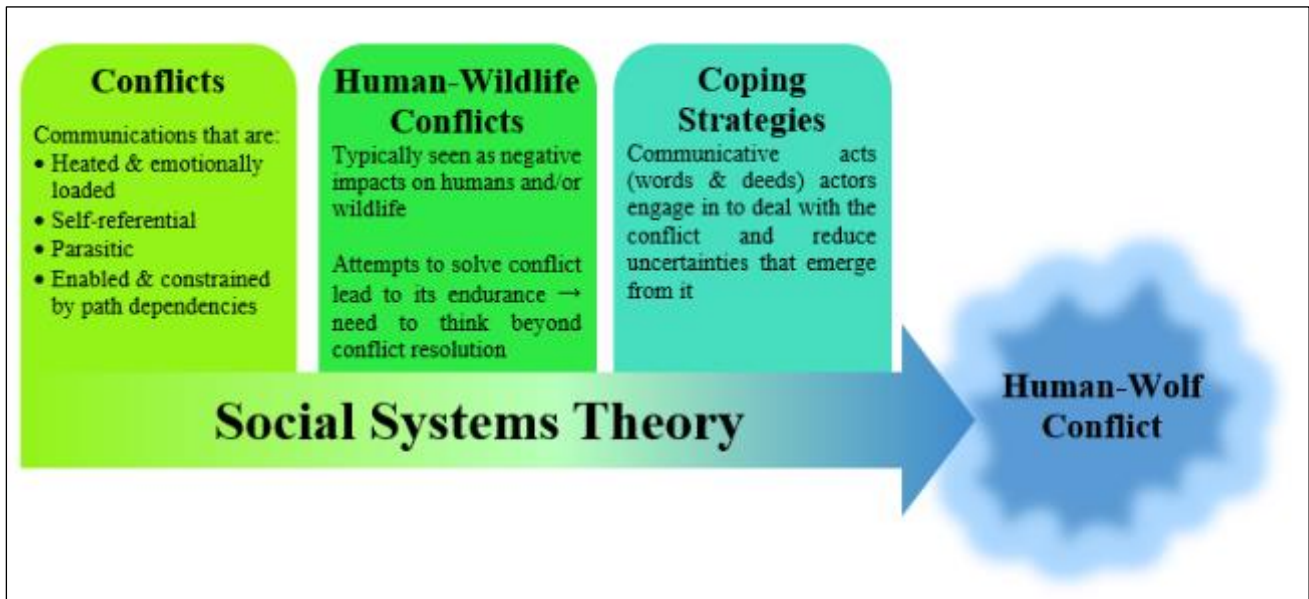 Conflicts
Communications that are:
• Heated & emotionally
loaded
• Self-referential
• Parasitic
• Enabled & constrained
by path dependencies
Human-Wildlife
Conflicts
Typically seen as negative
impacts on humans and/or
wildlife
Attempts to solve conflict
lead to its endurance →
need to think beyond
conflict resolution
Coping
Strategies
Communicative acts
(words & deeds) actors
engage in to deal with the
conflict and reduce
uncertainties that emerge
from it
Social Systems Theory
Human-Wolf
Conflict